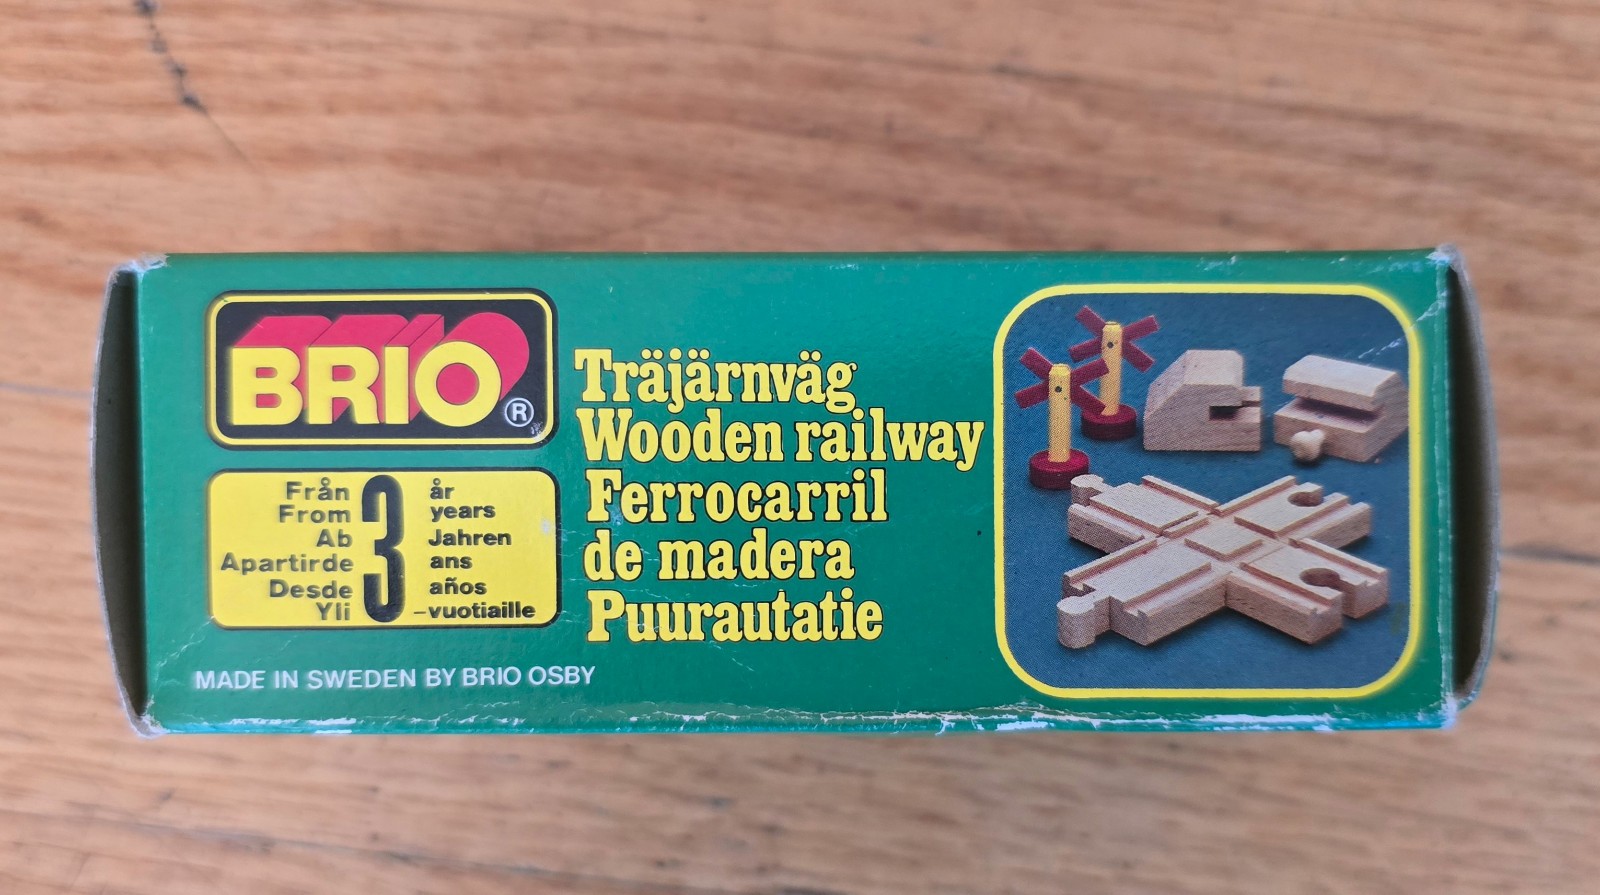 BRIO®
Från 3 år
From years
Ab Jahren
Apartirde ans
Desde años
Yli -vuotiaille
MADE IN SWEDEN BY BRIO OSBY
Träjärnväg
Wooden railway
Ferrocarril
de madera
Puurautatie